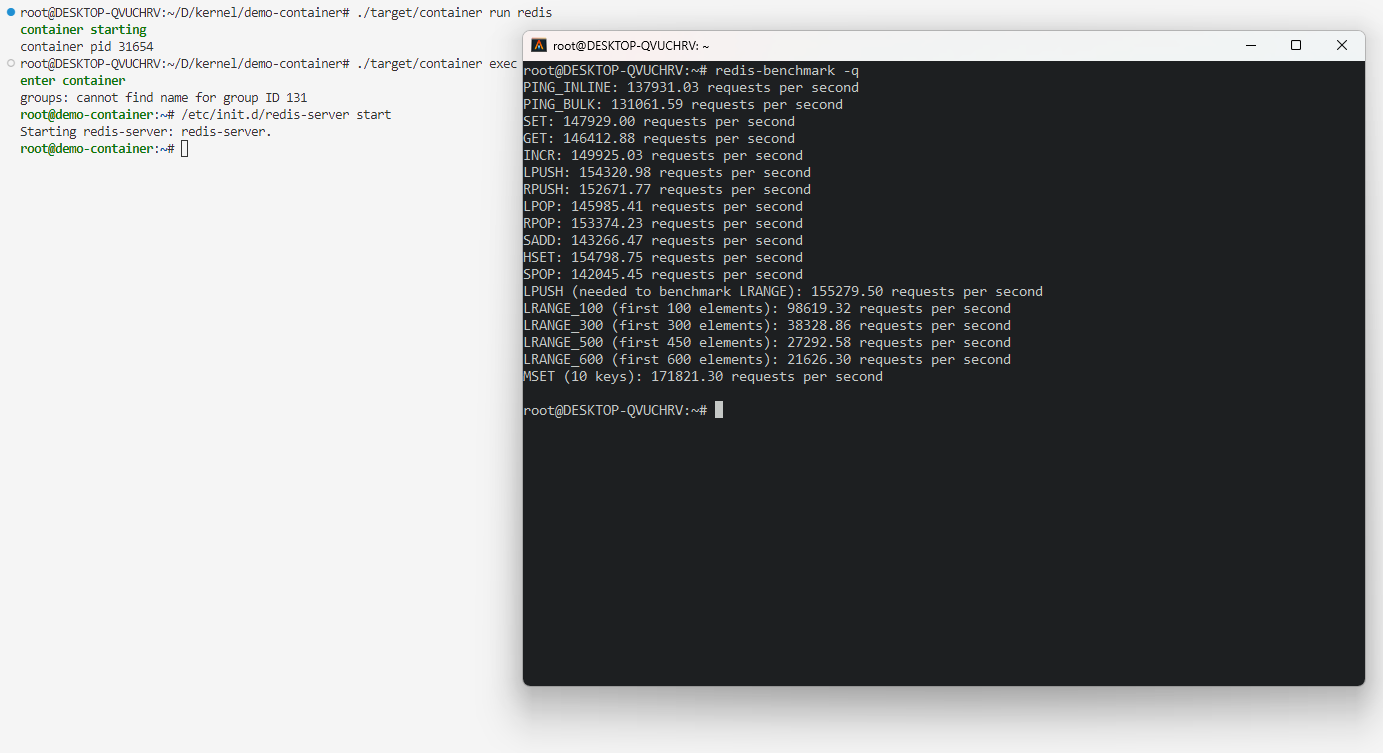 root@DESKTOP-QVUCHRV:~/D/kernel/demo-container# ./target/container run redis
container starting
container pid 31654
root@DESKTOP-QVUCHRV:~/D/kernel/demo-container# ./target/container exec
enter container
groups: cannot find name for group ID 131
root@demo-container:~# /etc/init.d/redis-server start
Starting redis-server: redis-server.
root@demo-container:~#
root@DESKTOP-QVUCHRV: ~
root@DESKTOP-QVUCHRV:~# redis-benchmark -q
PING_INLINE: 137931.03 requests per second
PING_BULK: 131061.59 requests per second
SET: 147929.00 requests per second
GET: 146412.88 requests per second
INCR: 149925.03 requests per second
LPUSH: 154320.98 requests per second
RPUSH: 152671.77 requests per second
LPOP: 145985.41 requests per second
RPOP: 153374.23 requests per second
SADD: 143266.47 requests per second
HSET: 154798.75 requests per second
SPOP: 142045.45 requests per second
LPUSH (needed to benchmark LRANGE): 155279.50 requests per second
LRANGE_100 (first 100 elements): 98619.32 requests per second
LRANGE_300 (first 300 elements): 38328.86 requests per second
LRANGE_500 (first 450 elements): 27292.58 requests per second
LRANGE_600 (first 600 elements): 21626.30 requests per second
MSET (10 keys): 171821.30 requests per second
root@DESKTOP-QVUCHRV:~#